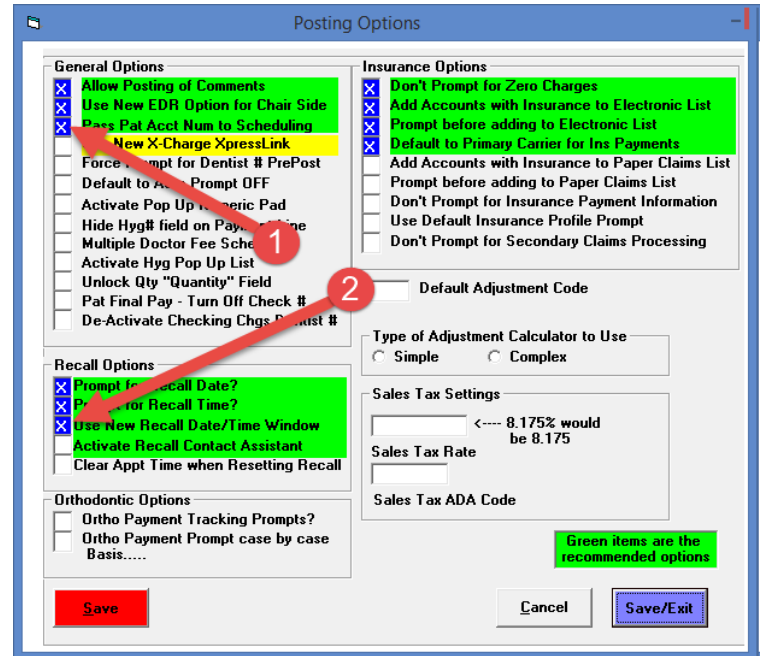 Posting Options
General Options
Allow Posting of Comments
Use New EDR Option for Chair Side
Pass Pat Acct Num to Scheduling
New X-Charge XpressLink
Force Prompt for Dentist # PrePost
Default to Prompt OFF
Activate Pop Up Numeric Pad
Hide Hyg# field on Line
Multiple Doctor Fee
Activate Hyg Pop Up List
Unlock Qty "Quantity" Field
Pat Final Pay - Turn Off Check #
De-Activate Checking Chgs Dentist #
1
2
Recall Options
Prompt for Recall Date?
Prompt for Recall Time?
Use New Recall Date/Time Window
Activate Recall Contact Assistant
Clear Appt Time when Resetting Recall
Orthodontic Options
Ortho Payment Tracking Prompts?
Ortho Payment Prompt case by case
Basis.....
Save
Insurance Options
Don't Prompt for Zero Charges
Add Accounts with Insurance to Electronic List
Prompt before adding to Electronic List
Default to Primary Carrier for Ins Payments
Add Accounts with Insurance to Paper Claims List
Prompt before adding to Paper Claims List
Don't Prompt for Insurance Payment Information
Use Default Insurance Profile Prompt
Don't Prompt for Secondary Claims Processing
Default Adjustment Code
Type of Adjustment Calculator to Use
Simple Complex
Sales Tax Settings
<---- 8.175% would
be 8.175
Sales Tax Rate
Sales Tax ADA Code
Green items are the
recommended options
Cancel Save/Exit